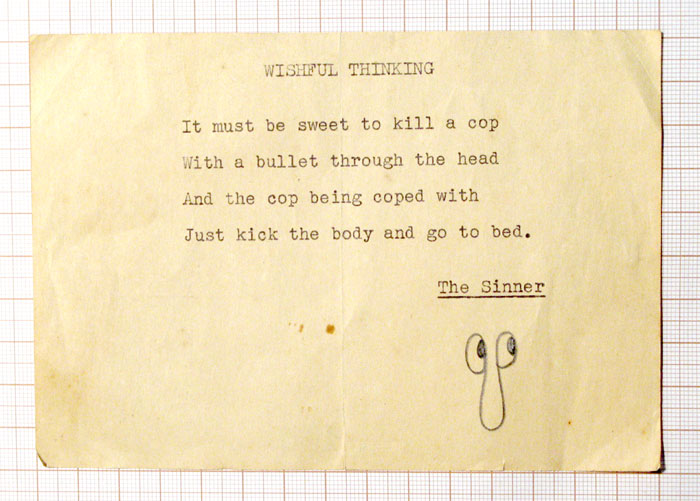 WISHFUL THINKING
It must be sweet to kill a cop
With a bullet through the head
And the cop being coped with
Just kick the body and go to bed.
The Sinner